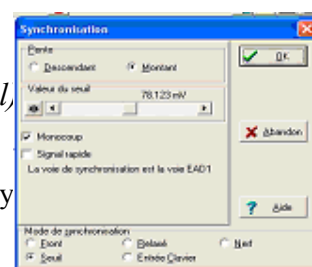 Synchronisation
Pente
Descendant Montant
OK
Valeur du seuil
78.123 mV
l)
Monocoup
Abandon
Signal rapide
La voie de synchronisation est la voie EAD1
y
Aide
Mode de synchronisation
Front Relaxé Nerf
Seuil Entrée Clavier